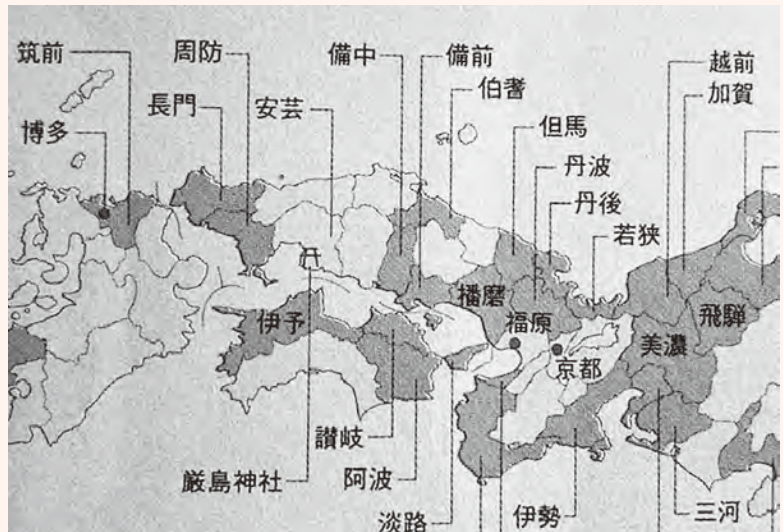 筑前
周防
備中
備前
越前
伯耆
加賀
博多
長門
安芸
但馬
丹波
丹後
若狭
播磨
飛騨
伊予
福原
美濃
京都
讃岐
厳島神社
阿波
淡路
伊勢
三河